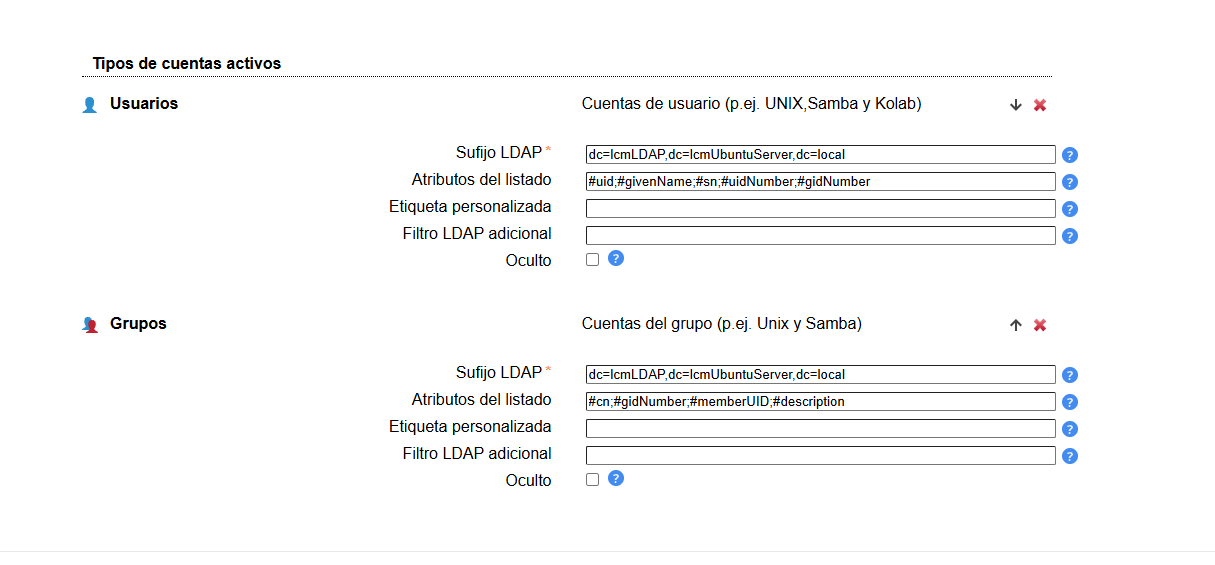 Tipos de cuentas activos
Usuarios Cuentas de usuario (p.ej. UNIX,Samba y Kolab)
Sufijo LDAP* dc=lcmLDAP,dc=lcmUbuntuServer,dc=local
Atributos del listado #uid;#givenName;#sn;#uidNumber;#gidNumber
Etiqueta personalizada
Filtro LDAP adicional
Oculto
Grupos Cuentas del grupo (p.ej. Unix y Samba)
Sufijo LDAP* dc=lcmLDAP,dc=lcmUbuntuServer,dc=local
Atributos del listado #cn;#gidNumber;#memberUID;#description
Etiqueta personalizada
Filtro LDAP adicional
Oculto